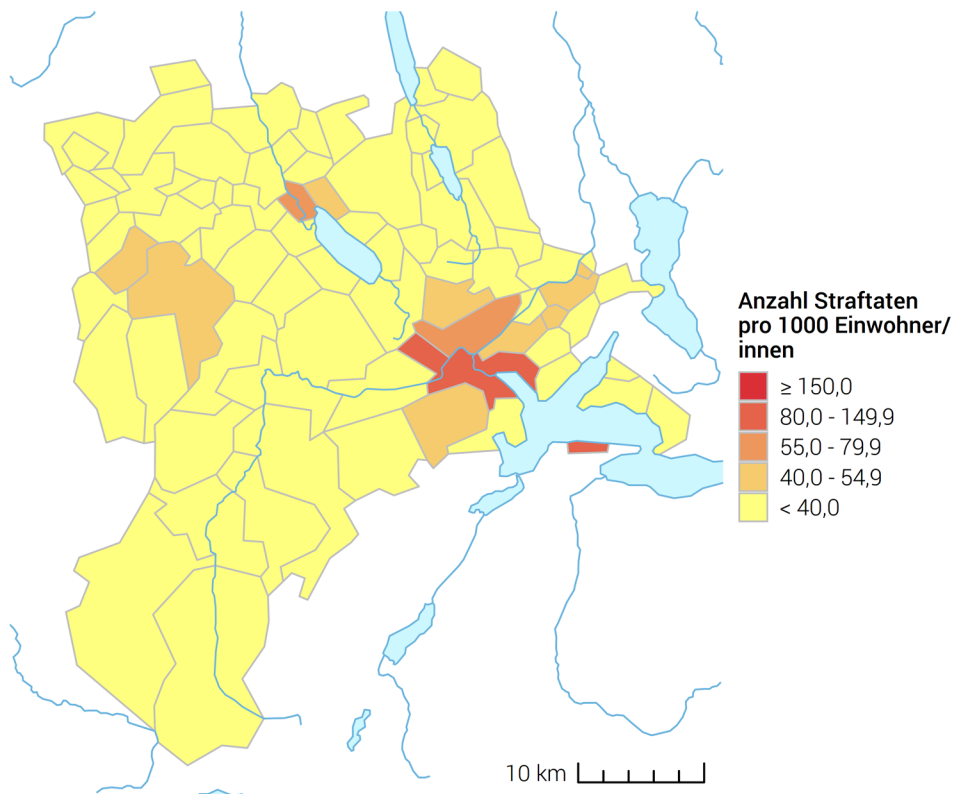 Anzahl Straftaten
pro 1000 Einwohner/
innen
≥ 150,0
80,0 - 149,9
55,0 - 79,9
40,0 - 54,9
< 40,0
10 km